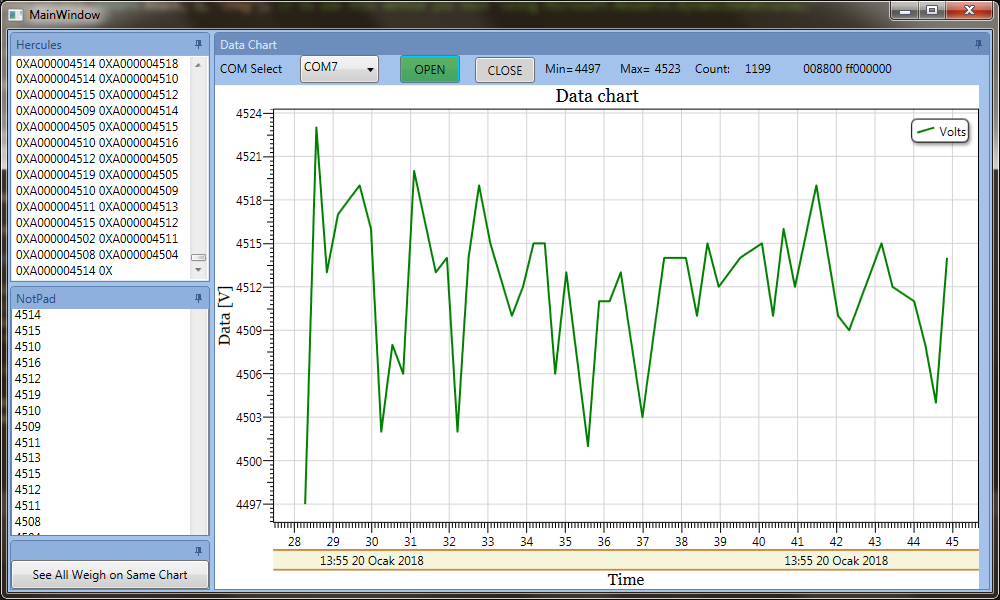 MainWindow
Hercules
0XA000004514 0XA000004518
0XA000004514 0XA000004510
0XA000004515 0XA000004512
0XA000004509 0XA000004514
0XA000004505 0XA000004515
0XA000004510 0XA000004516
0XA000004512 0XA000004505
0XA000004519 0XA000004505
0XA000004510 0XA000004509
0XA000004511 0XA000004513
0XA000004515 0XA000004512
0XA000004502 0XA000004511
0XA000004508 0XA000004504
0XA000004514 0X
NotPad
4514
4515
4510
4516
4512
4519
4510
4509
4511
4513
4515
4512
4511
4508
See All Weigh on Same Chart
Data Chart
COM Select COM7 OPEN CLOSE Min= 4497 Max= 4523 Count: 1199 008800 ff000000
Data chart
Volts
Data [V]
4524
4521
4518
4515
4512
4509
4506
4503
4500
4497
28 29 30 31 32 33 34 35 36 37 38 39 40 41 42 43 44 45
13:55 20 Ocak 2018 13:55 20 Ocak 2018
Time